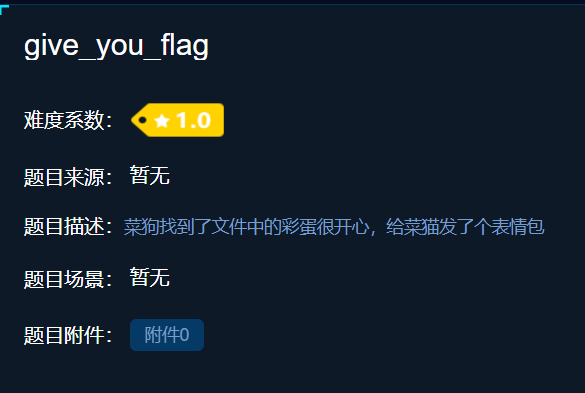 give_you_flag
难度系数： ★1.0
题目来源： 暂无
题目描述：菜狗找到了文件中的彩蛋很开心，给菜猫发了个表情包
题目场景： 暂无
题目附件： 附件0